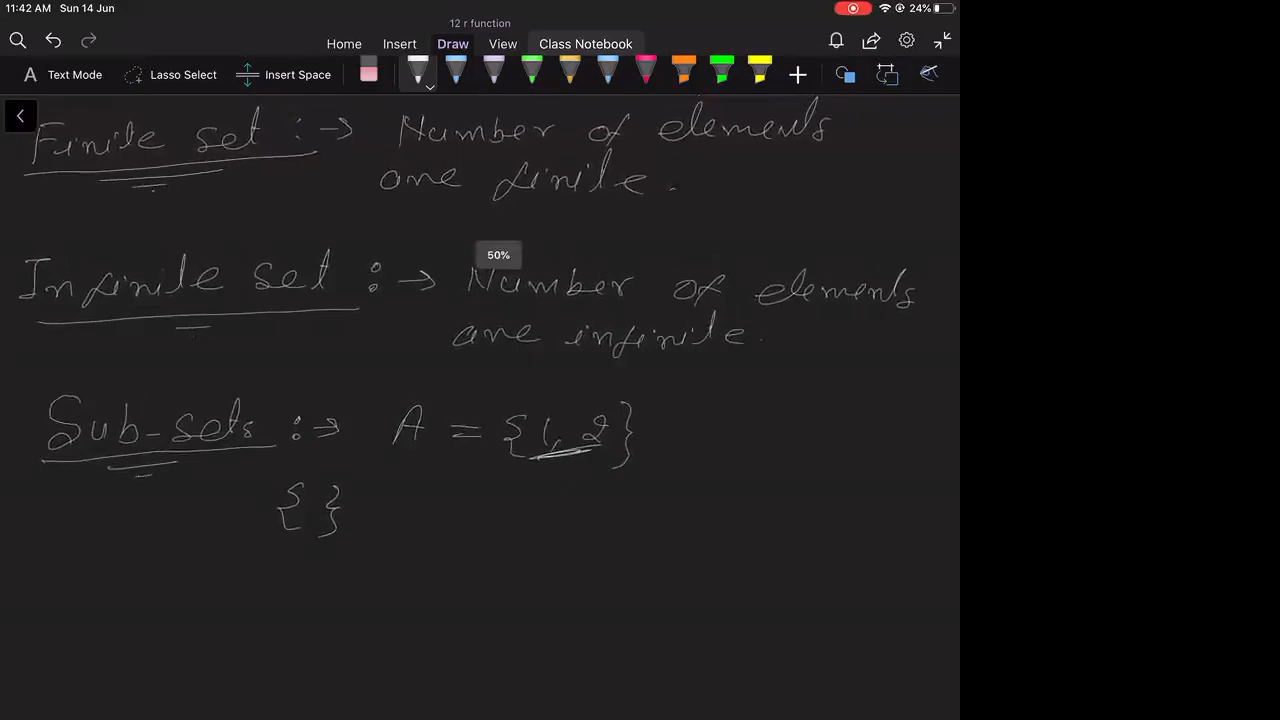 11:42 AM Sun 14 Jun 24%
12 r function
Home Insert Draw View Class Notebook
A Text Mode Lasso Select Insert Space
Finite set :→ Number of elements
are finite.
50%
Infinite set :→ Number of elements
are infinite.
Sub-sets :→ A = {1, 2}
{ }